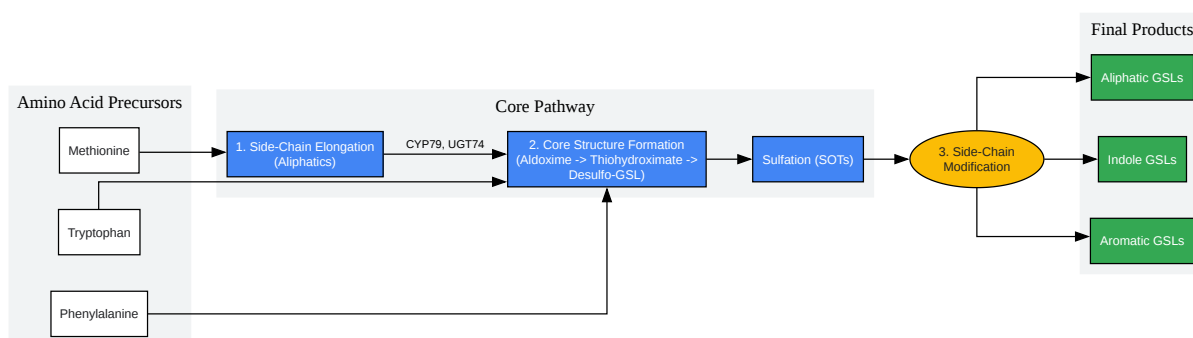 Amino Acid Precursors
Methionine
Tryptophan
Phenylalanine
Core Pathway
1. Side-Chain Elongation
(Aliphatics)
CYP79, UGT74
2. Core Structure Formation
(Aldoxime -> Thiohydroximate ->
Desulfo-GSL)
Sulfation (SOTs)
3. Side-Chain
Modification
Final Products
Aliphatic GSLs
Indole GSLs
Aromatic GSLs